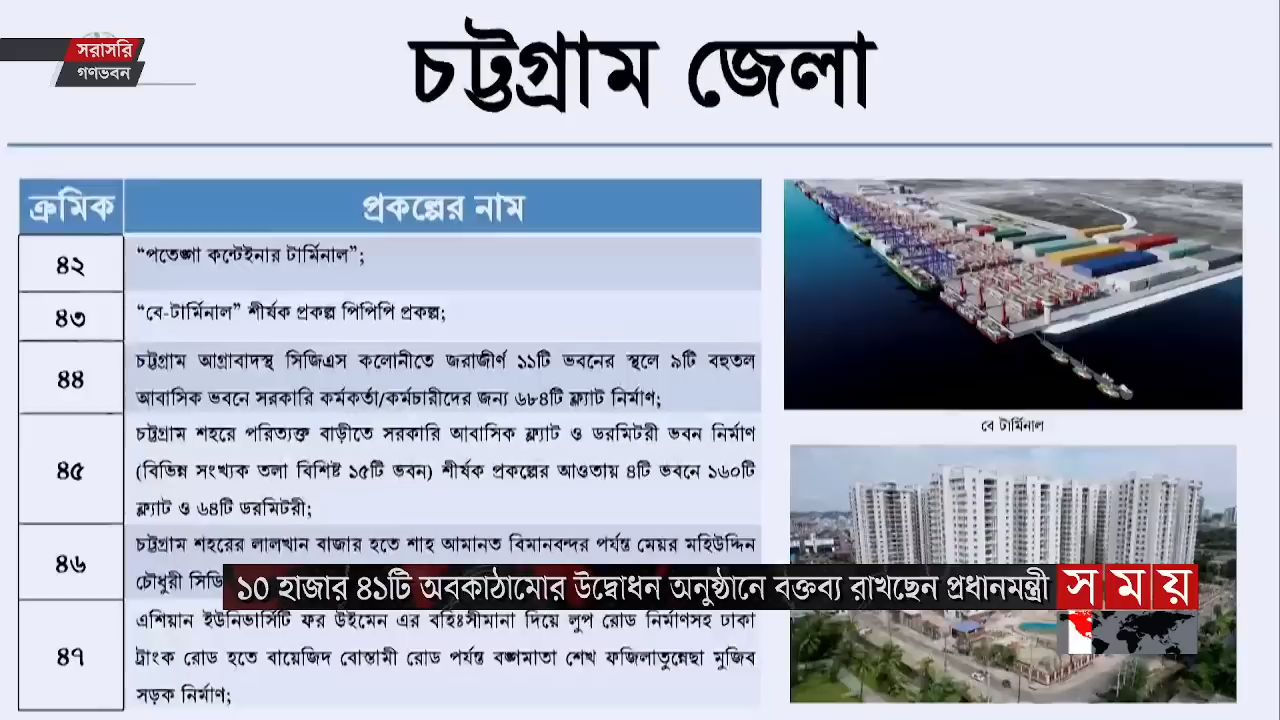 সরাসরি
গণভবন
চট্টগ্রাম জেলা
ক্রমিক প্রকল্পের নাম
৪২ “পতেঙ্গা কন্টেইনার টার্মিনাল”;
৪৩ “বে-টার্মিনাল” শীর্ষক প্রকল্প পিপিপি প্রকল্প;
৪৪ চট্টগ্রাম আগ্রাবাদস্থ সিজিএস কলোনীতে জরাজীর্ণ ১১টি ভবনের স্থলে ৯টি বহুতল
আবাসিক ভবনে সরকারি কর্মকর্তা/কর্মচারীদের জন্য ৬৮৪টি ফ্ল্যাট নির্মাণ;
৪৫ চট্টগ্রাম শহরে পরিত্যক্ত বাড়ীতে সরকারি আবাসিক ফ্ল্যাট ও ডরমিটরী ভবন নির্মাণ
(বিভিন্ন সংখ্যক তলা বিশিষ্ট ১৫টি ভবন) শীর্ষক প্রকল্পের আওতায় ৪টি ভবনে ১৬০টি
ফ্ল্যাট ও ৬৪টি ডরমিটরী;
৪৬ চট্টগ্রাম শহরের লালখান বাজার হতে শাহ আমানত বিমানবন্দর পর্যন্ত মেয়র মহিউদ্দিন
চৌধুরী
৪৭ এশিয়ান ইউনিভার্সিটি ফর উইমেন এর বহিঃসীমানা দিয়ে লুপ রোড নির্মাণসহ ঢাকা
ট্রাংক রোড হতে বায়েজিদ বোস্তামী রোড পর্যন্ত বঙ্গমাতা শেখ ফজিলাতুন্নেছা মুজিব
সড়ক নির্মাণ;
বে টার্মিনাল
১০ হাজার ৪১টি অবকাঠামোর উদ্বোধন অনুষ্ঠানে বক্তব্য রাখছেন প্রধানমন্ত্রী
সময়